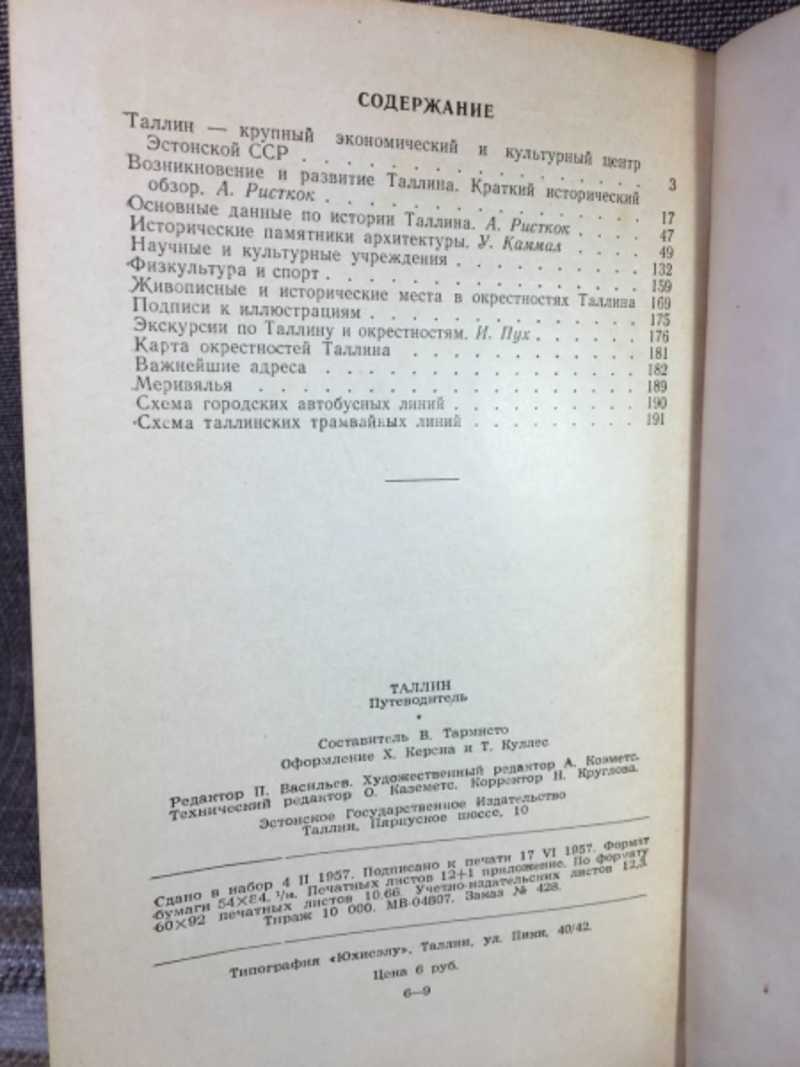 СОДЕРЖАНИЕ
Таллин — крупный экономический и культурный центр
Эстонской ССР . . . . . . . . . . . . . . . . . 3
Возникновение и развитие Таллина. Краткий исторический
обзор. А. Ристкок . . . . . . . . . . . . . . . 17
Основные данные по истории Таллина. А. Ристкок . . . . 47
Исторические памятники архитектуры. У. Каммал . . . . 49
Научные и культурные учреждения . . . . . . . . . . 132
Физкультура и спорт . . . . . . . . . . . . . . . 159
Живописные и исторические места в окрестностях Таллина 169
Подписи к иллюстрациям . . . . . . . . . . . . . 175
Экскурсии по Таллину и окрестностям. И. Пух . . . . . 176
Карта окрестностей Таллина . . . . . . . . . . . 181
Важнейшие адреса . . . . . . . . . . . . . . . 182
Меривялья . . . . . . . . . . . . . . . . . . 189
Схема городских автобусных линий . . . . . . . . . 190
Схема таллинских трамвайных линий . . . . . . . . 191
ТАЛЛИН
Путеводитель
Составитель В. Тармисто
Оформление Х. Керсна и Т. Куллес
Редактор П. Васильев. Художественный редактор А. Коэметс.
Технический редактор О. Каземетс. Корректор Н. Круглова.
Эстонское Государственное Издательство
Таллин, Пярнуское шоссе, 10
Сдано в набор 4 II 1957. Подписано к печати 17 VI 1957. Формат
бумаги 54×84. Печатных листов 12+1 приложение. По формату
60×92 печатных листов 10,66. Учетно-издательских листов 12,3.
Тираж 10 000. МВ-04807. Заказ № 428.
Типография «Юхисэлу», Таллин, ул. Пикк, 40/42.
Цена 6 руб.
6—9